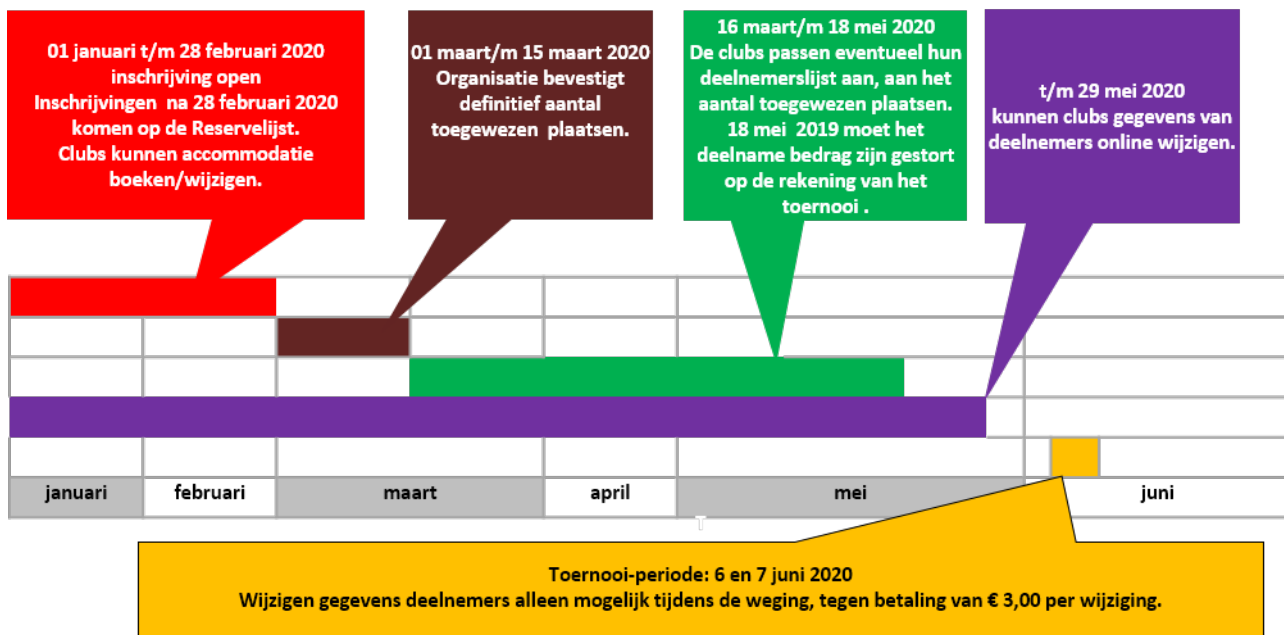 01 januari t/m 28 februari 2020
inschrijving open
Inschrijvingen na 28 februari 2020
komen op de Reservelijst.
Clubs kunnen accommodatie
boeken/wijzigen.
01 maart/m 15 maart 2020
Organisatie bevestigt
definitief aantal
toegewezen plaatsen.
16 maart/m 18 mei 2020
De clubs passen eventueel hun
deelnemerslijst aan, aan het
aantal toegewezen plaatsen.
18 mei 2019 moet het
deelname bedrag zijn gestort
op de rekening van het
toernooi .
t/m 29 mei 2020
kunnen clubs gegevens van
deelnemers online wijzigen.
januari februari maart april mei juni
T
Toernooi-periode: 6 en 7 juni 2020
Wijzigen gegevens deelnemers alleen mogelijk tijdens de weging, tegen betaling van € 3,00 per wijziging.